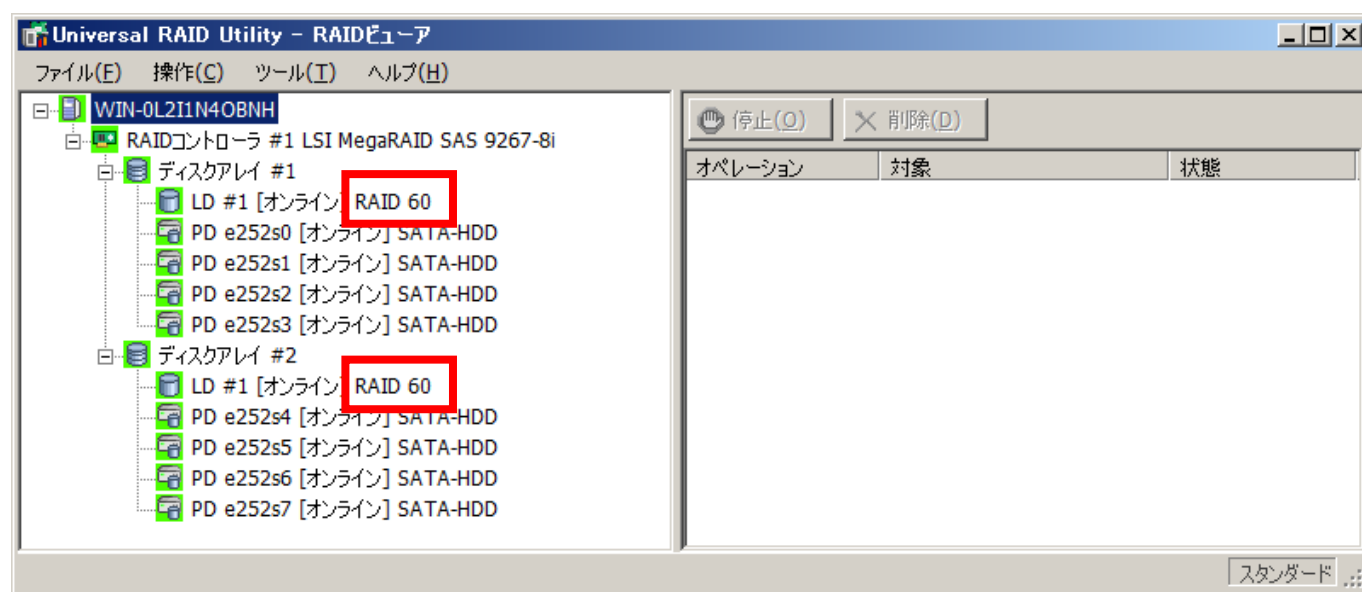 Universal RAID Utility - RAIDビューア
ファイル(F) 操作(C) ツール(T) ヘルプ(H)
WIN-0L2I1N4OBNH
RAIDコントローラ #1 LSI MegaRAID SAS 9267-8i
ディスクアレイ #1
LD #1 [オンライン] RAID 60
PD e252s0 [オンライン] SATA-HDD
PD e252s1 [オンライン] SATA-HDD
PD e252s2 [オンライン] SATA-HDD
PD e252s3 [オンライン] SATA-HDD
ディスクアレイ #2
LD #1 [オンライン] RAID 60
PD e252s4 [オンライン] SATA-HDD
PD e252s5 [オンライン] SATA-HDD
PD e252s6 [オンライン] SATA-HDD
PD e252s7 [オンライン] SATA-HDD
停止(O) 削除(D)
オペレーション 対象 状態
スタンダード